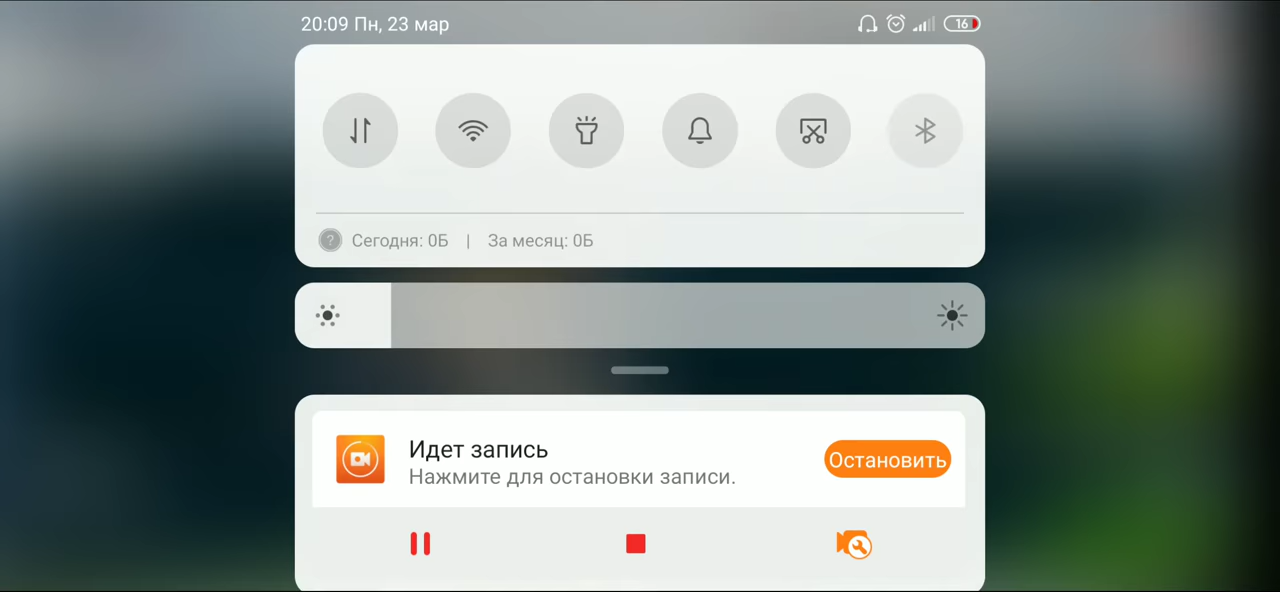 20:09 Пн, 23 мар
16
Сегодня: 0Б | За месяц: 0Б
Идет запись
Остановить
Нажмите для остановки записи.